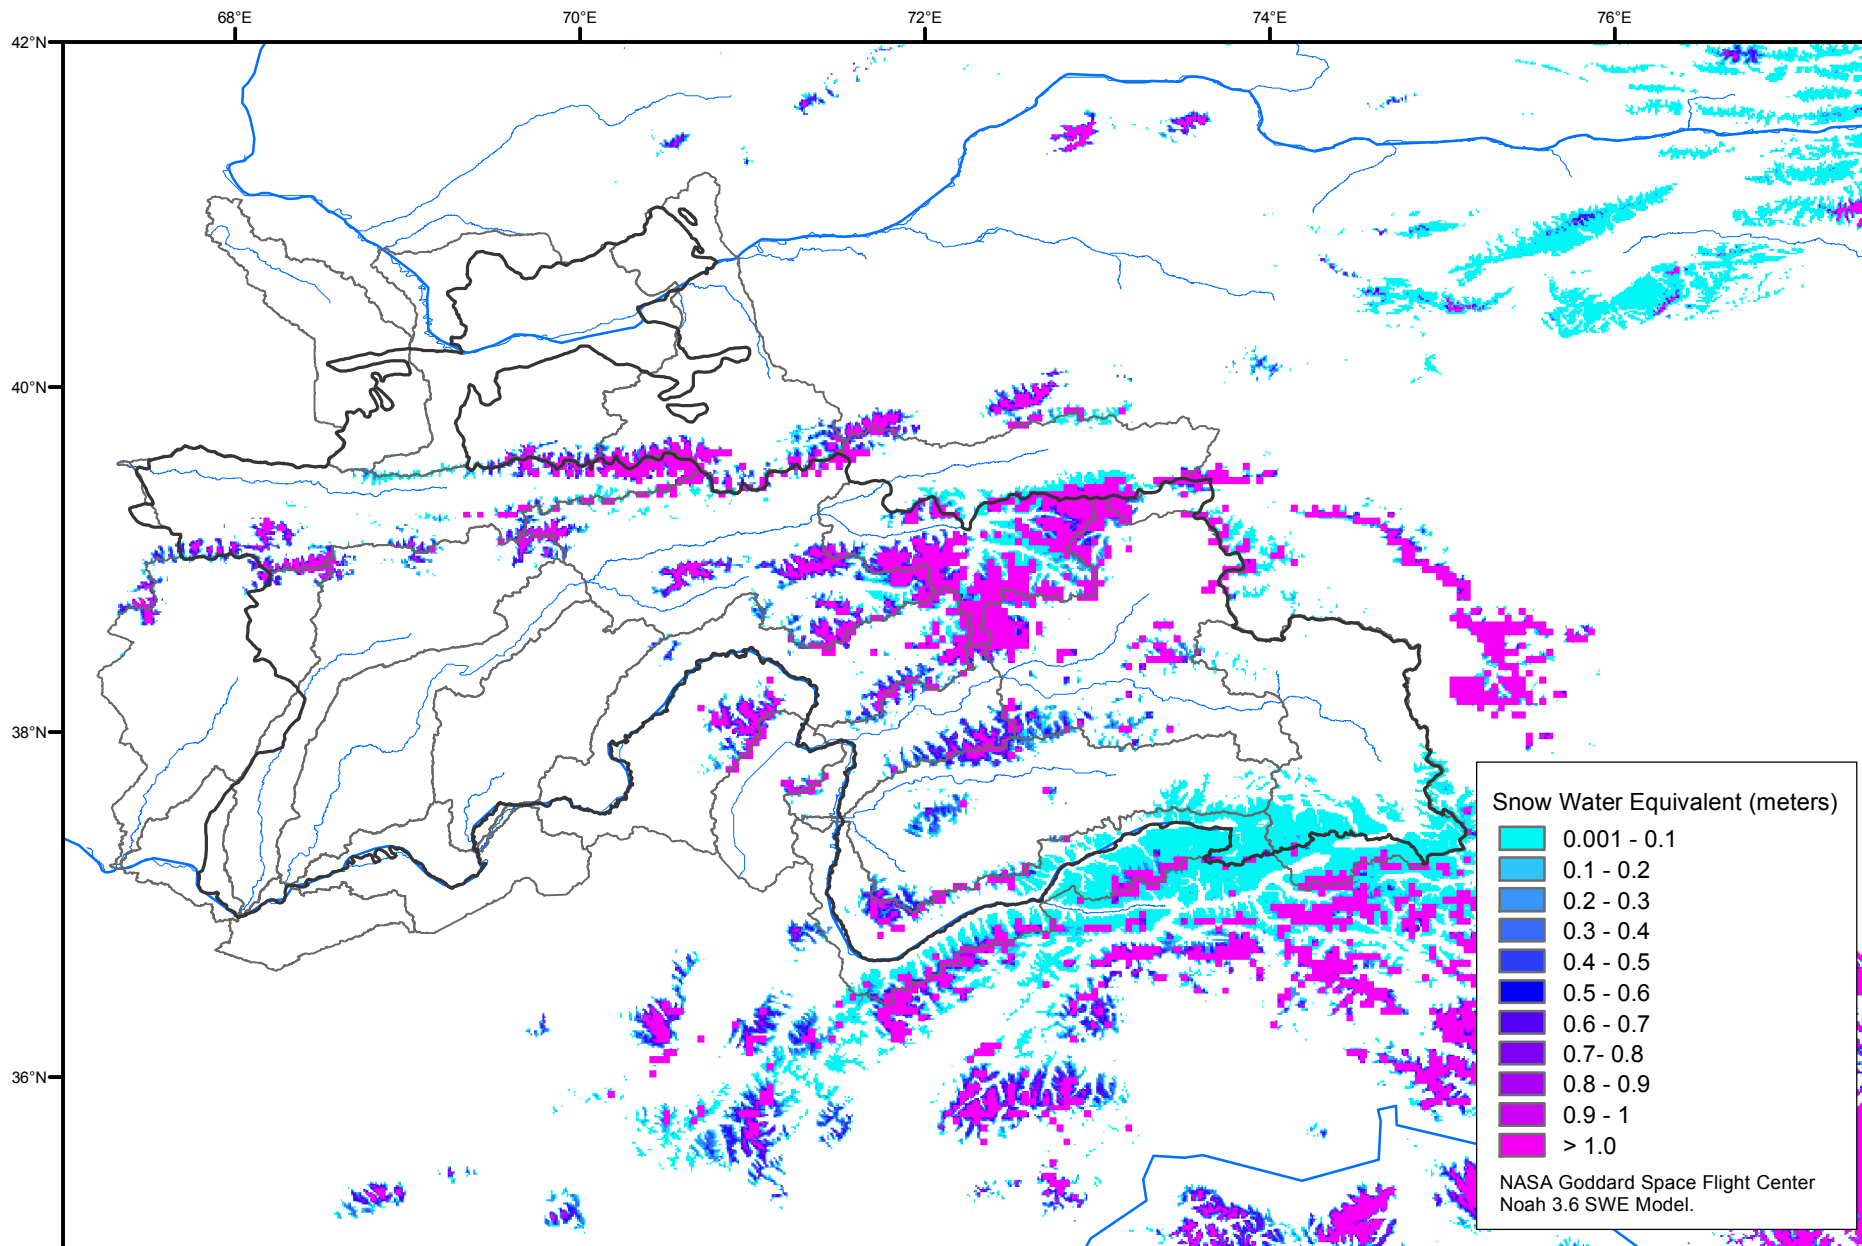 68°E 70°E 72°E 74°E 76°E
42°N
40°N
38°N
36°N
Snow Water Equivalent (meters)
0.001 - 0.1
0.1 - 0.2
0.2 - 0.3
0.3 - 0.4
0.4 - 0.5
0.5 - 0.6
0.6 - 0.7
0.7- 0.8
0.8 - 0.9
0.9 - 1
> 1.0
NASA Goddard Space Flight Center
Noah 3.6 SWE Model.